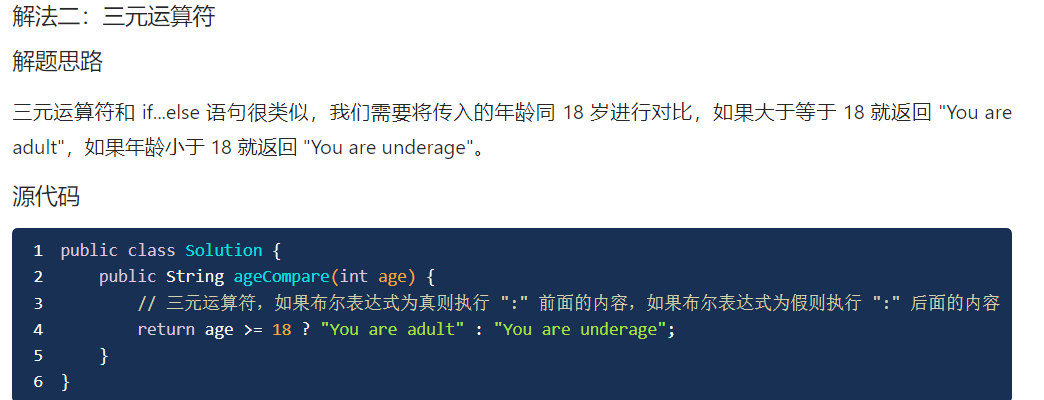 解法二：三元运算符
解题思路
三元运算符和 if...else 语句很类似，我们需要将传入的年龄同 18 岁进行对比，如果大于等于 18 就返回 "You are
adult"，如果年龄小于 18 就返回 "You are underage"。
源代码
1 public class Solution {
2     public String ageCompare(int age) {
3         // 三元运算符，如果布尔表达式为真则执行 ":" 前面的内容，如果布尔表达式为假则执行 ":" 后面的内容
4         return age >= 18 ? "You are adult" : "You are underage";
5     }
6 }